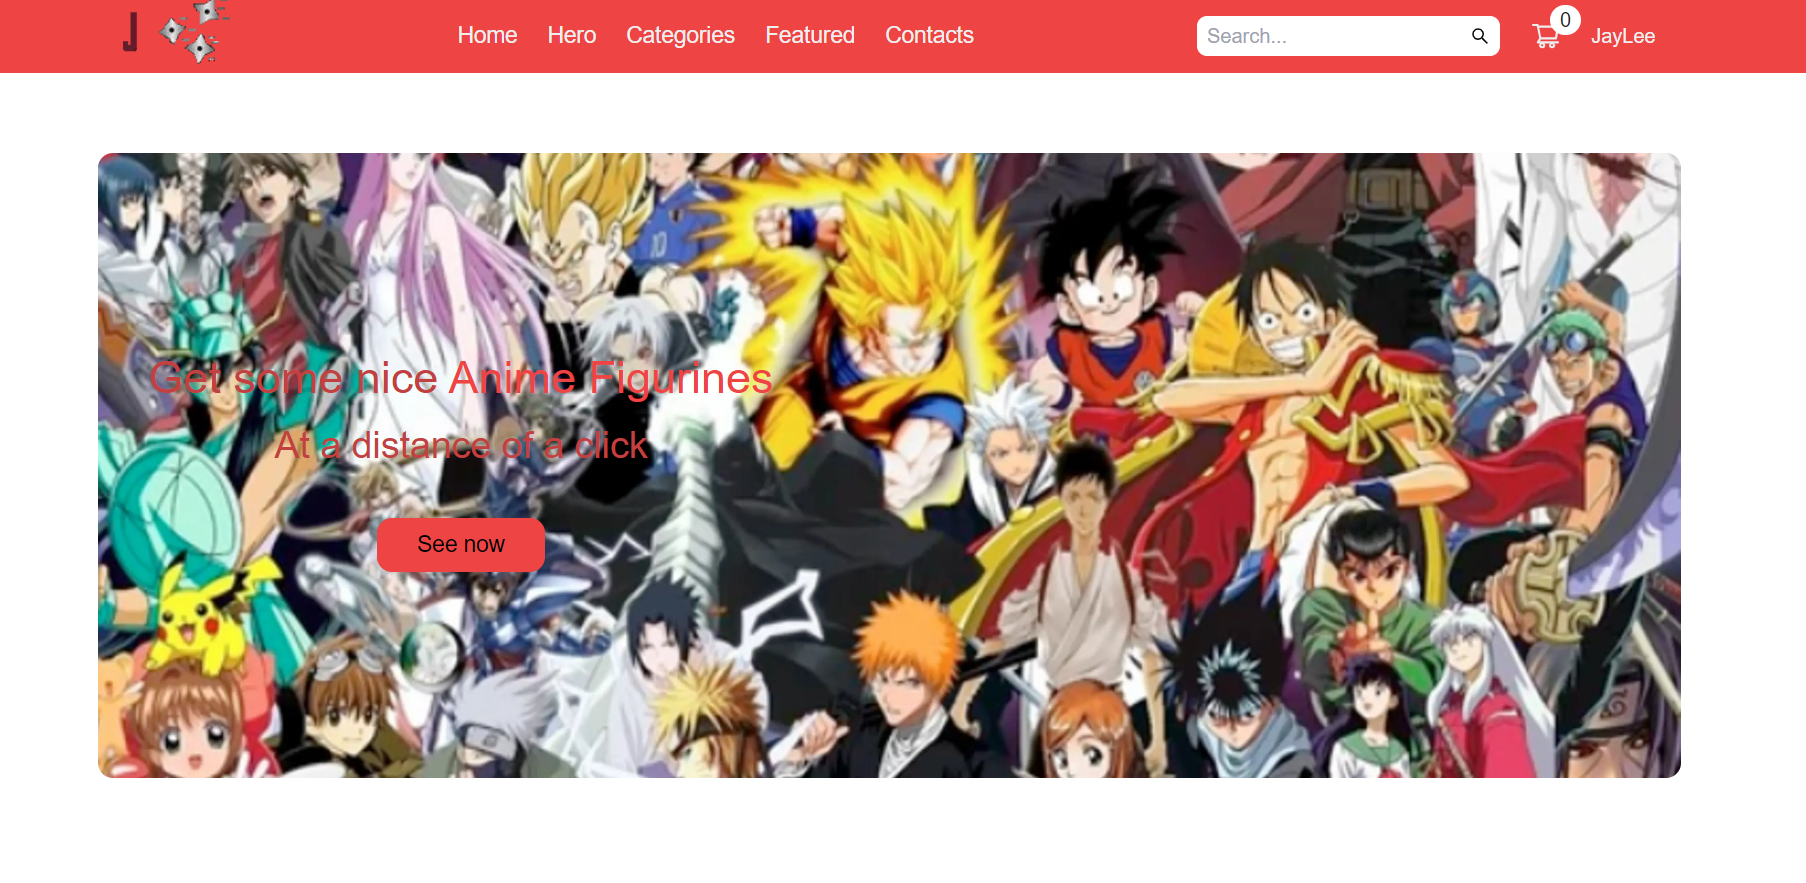 J
Home Hero Categories Featured Contacts
Search...
0
JayLee
10
Get some nice Anime Figurines
At a distance of a click
See now